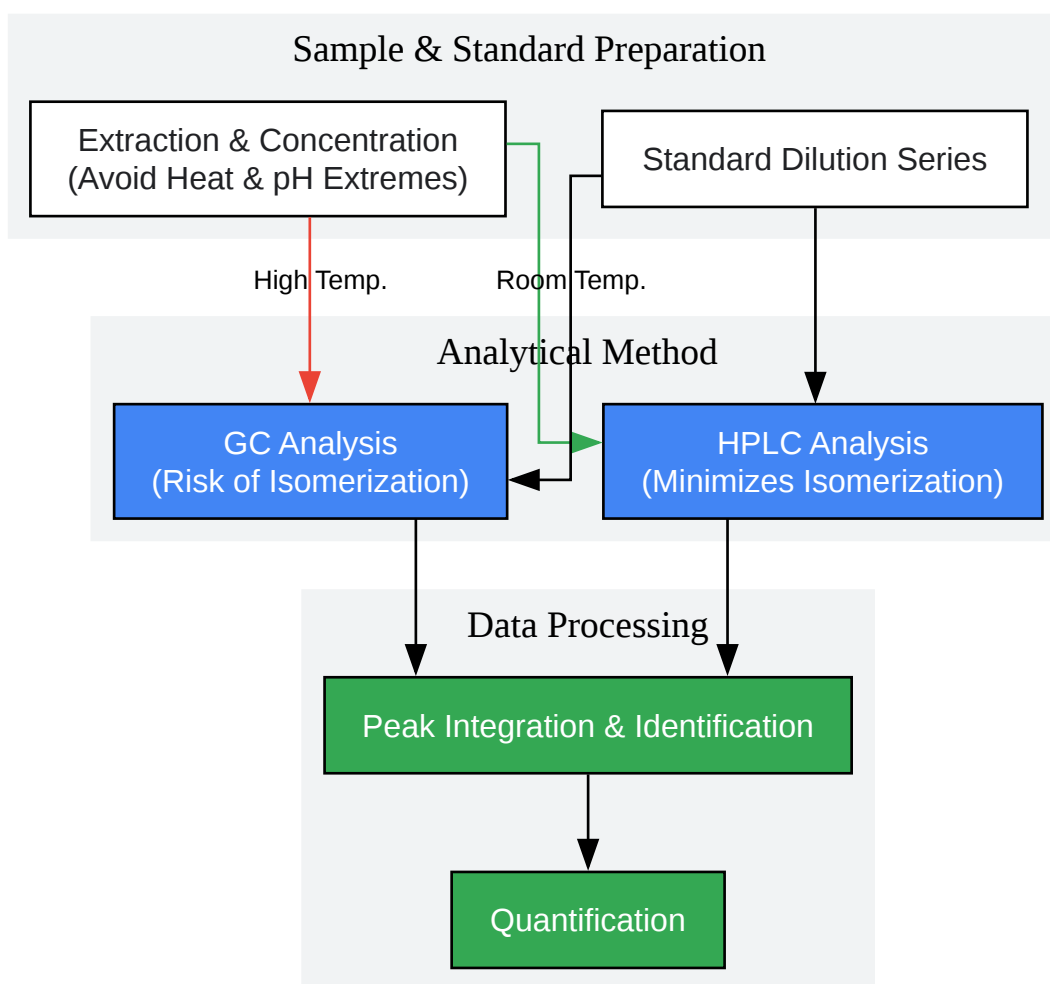 Sample & Standard Preparation
Extraction & Concentration
(Avoid Heat & pH Extremes)
Standard Dilution Series
High Temp.
Room Temp.
Analytical Method
GC Analysis
(Risk of Isomerization)
HPLC Analysis
(Minimizes Isomerization)
Data Processing
Peak Integration & Identification
Quantification